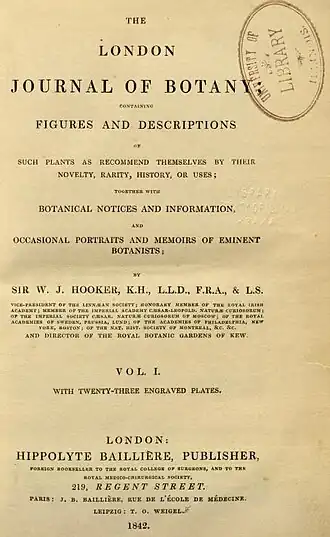 THE
LONDON
JOURNAL OF BOTANY
CONTAINING
FIGURES AND DESCRIPTIONS
OF
SUCH PLANTS AS RECOMMEND THEMSELVES BY THEIR
NOVELTY, RARITY, HISTORY, OR USES;
TOGETHER WITH
BOTANICAL NOTICES AND INFORMATION,
AND
OCCASIONAL PORTRAITS AND MEMOIRS OF EMINENT
BOTANISTS;
BY
SIR W. J. HOOKER, K.H., L.L.D., F.R.A., & L.S.
VICE-PRESIDENT OF THE LINNÆAN SOCIETY; HONORARY MEMBER OF THE ROYAL IRISH
ACADEMY; MEMBER OF THE IMPERIAL ACADEMY CÆSAR-LEOPOLD. NATURÆ CURIOSORUM;
OF THE IMPERIAL SOCIETY CÆSAR. NATURÆ CURIOSORUM OF MOSCOW; OF THE ROYAL
ACADEMIES OF SWEDEN, PRUSSIA, LUND; OF THE ACADEMIES OF PHILADELPHIA, NEW
YORK, BOSTON; OF THE NAT. HIST. SOCIETY OF MONTREAL, &c. &c.
AND DIRECTOR OF THE ROYAL BOTANIC GARDENS OF KEW.
VOL. I.
WITH TWENTY-THREE ENGRAVED PLATES.
LONDON:
HIPPOLYTE BAILLIÈRE, PUBLISHER,
FOREIGN BOOKSELLER TO THE ROYAL COLLEGE OF SURGEONS, AND TO THE
ROYAL MEDICO-CHIRURGICAL SOCIETY,
219, REGENT STREET.
PARIS: J. B. BAILLIÈRE, RUE DE L'ÉCOLE DE MÉDECINE.
LEIPZIG: T. O. WEIGEL.
1842.
UNIVERSITY OF
LIBRARY